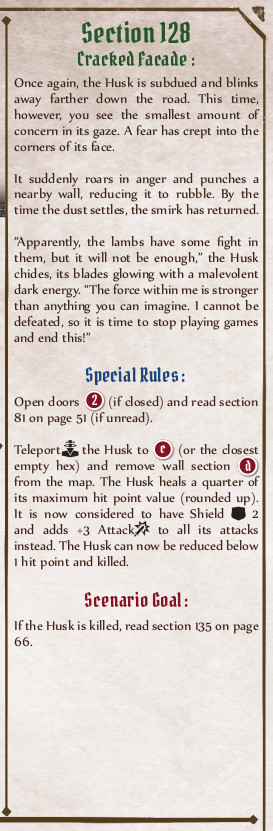 Section 128
Cracked Facade :
Once again, the Husk is subdued and blinks
away farther down the road. This time,
however, you see the smallest amount of
concern in its gaze. A fear has crept into the
corners of its face.
It suddenly roars in anger and punches a
nearby wall, reducing it to rubble. By the
time the dust settles, the smirk has returned.
“Apparently, the lambs have some fight in
them, but it will not be enough,” the Husk
chides, its blades glowing with a malevolent
dark energy. “The force within me is stronger
than anything you can imagine. I cannot be
defeated, so it is time to stop playing games
and end this!”
Special Rules :
Open doors 2 (if closed) and read section
81 on page 51 (if unread).
Teleport the Husk to c (or the closest
empty hex) and remove wall section d
from the map. The Husk heals a quarter of
its maximum hit point value (rounded up).
It is now considered to have Shield 2
and adds +3 Attack to all its attacks
instead. The Husk can now be reduced below
1 hit point and killed.
Scenario Goal :
If the Husk is killed, read section 135 on page
66.